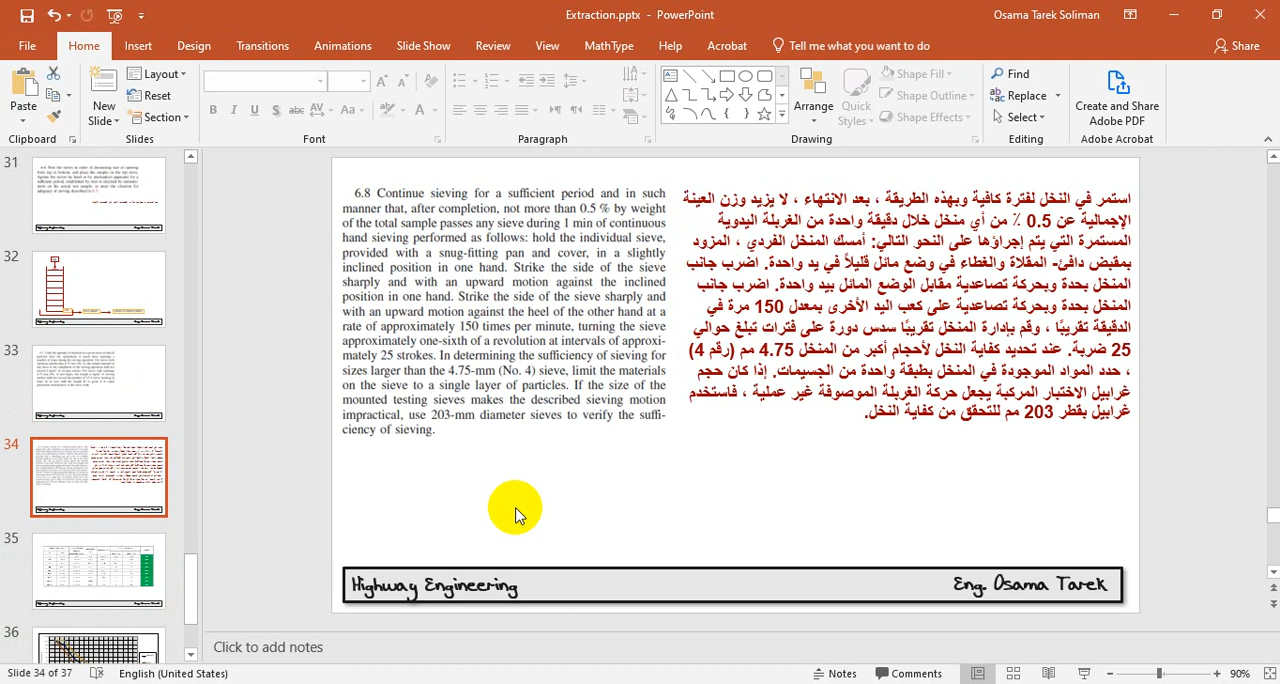 Extraction.pptx - PowerPoint
Osama Tarek Soliman
File Home Insert Design Transitions Animations Slide Show Review View MathType Help Acrobat Tell me what you want to do Share
Paste
Clipboard
New Slide
Layout
Reset
Section
Slides
Font
Paragraph
Arrange
Quick Styles
Shape Fill
Shape Outline
Shape Effects
Drawing
Find
Replace
Select
Editing
Create and Share Adobe PDF
Adobe Acrobat
31
32
33
34
35
36
6.8 Continue sieving for a sufficient period and in such
manner that, after completion, not more than 0.5 % by weight
of the total sample passes any sieve during 1 min of continuous
hand sieving performed as follows: hold the individual sieve,
provided with a snug-fitting pan and cover, in a slightly
inclined position in one hand. Strike the side of the sieve
sharply and with an upward motion against the inclined
position in one hand. Strike the side of the sieve sharply and
with an upward motion against the heel of the other hand at a
rate of approximately 150 times per minute, turning the sieve
approximately one-sixth of a revolution at intervals of approxi-
mately 25 strokes. In determining the sufficiency of sieving for
sizes larger than the 4.75-mm (No. 4) sieve, limit the materials
on the sieve to a single layer of particles. If the size of the
mounted testing sieves makes the described sieving motion
impractical, use 203-mm diameter sieves to verify the suffi-
ciency of sieving.
استمر في النخل لفترة كافية وبهذه الطريقة ، بعد الانتهاء ، لا يزيد وزن العينة
الإجمالية عن 0.5 ٪ من أي منخل خلال دقيقة واحدة من الغربلة اليدوية
المستمرة التي يتم إجراؤها على النحو التالي: أمسك المنخل الفردي ، المزود
بمقبض دافئ- المقلاة والغطاء في وضع مائل قليلاً في يد واحدة. اضرب جانب
المنخل بحدة وبحركة تصاعدية مقابل الوضع المائل بيد واحدة. اضرب جانب
المنخل بحدة وبحركة تصاعدية على كعب اليد الأخرى بمعدل 150 مرة في
الدقيقة تقريبًا ، وقم بإدارة المنخل تقريبًا سدس دورة على فترات تبلغ حوالي
25 ضربة. عند تحديد كفاية النخل لأحجام أكبر من المنخل 4.75 مم (رقم 4)
، حدد المواد الموجودة في المنخل بطبقة واحدة من الجسيمات. إذا كان حجم
غرابيل الاختبار المركبة يجعل حركة الغربلة الموصوفة غير عملية ، فاستخدم
غرابيل بقطر 203 مم للتحقق من كفاية النخل.
Highway Engineering
Eng. Osama Tarek
Click to add notes
Slide 34 of 37 English (United States) Notes Comments 90%